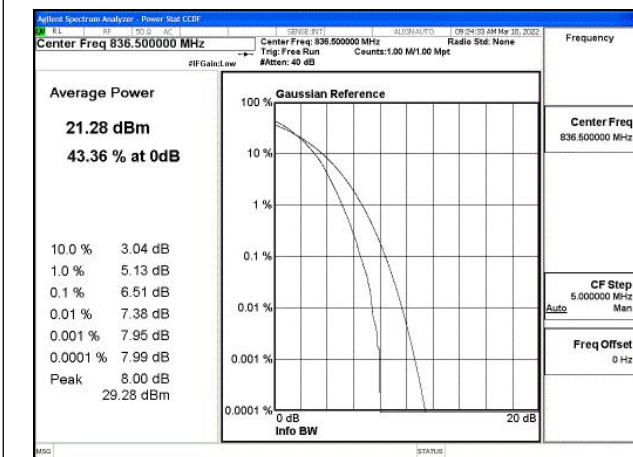 Agilent Spectrum Analyzer - Power Stat CCDF
RL RF 50 Ω AC SENSE:INT ALIGNAUTO 09:24:33 AM Mar 10, 2022
Center Freq 836.500000 MHz
Center Freq: 836.500000 MHz Radio Std: None
Trig: Free Run Counts:1.00 M/1.00 Mpt
#IFGain:Low #Atten: 40 dB
Frequency
Average Power
21.28 dBm
43.36 % at 0dB
10.0 % 3.04 dB
1.0 % 5.13 dB
0.1 % 6.51 dB
0.01 % 7.38 dB
0.001 % 7.95 dB
0.0001 % 7.99 dB
Peak 8.00 dB
29.28 dBm
Gaussian Reference
100 %
10 %
1 %
0.1 %
0.01 %
0.001 %
0.0001 %
0 dB 20 dB
Info BW
Center Freq
836.500000 MHz
CF Step
5.000000 MHz
Auto Man
Freq Offset
0 Hz
MSG STATUS